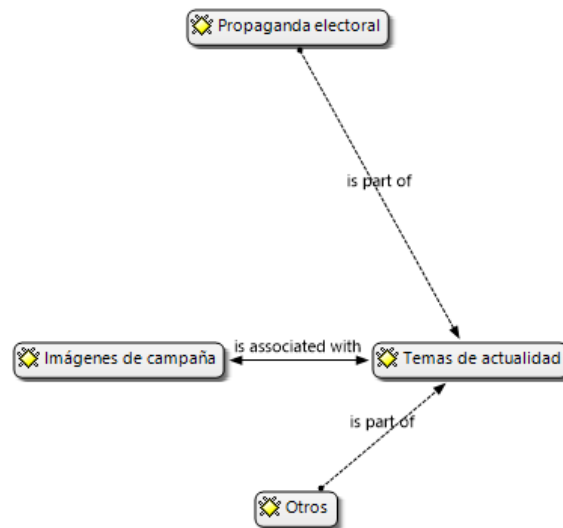 Propaganda electoral
is part of
is associated with
Imágenes de campaña
Temas de actualidad
is part of
Otros